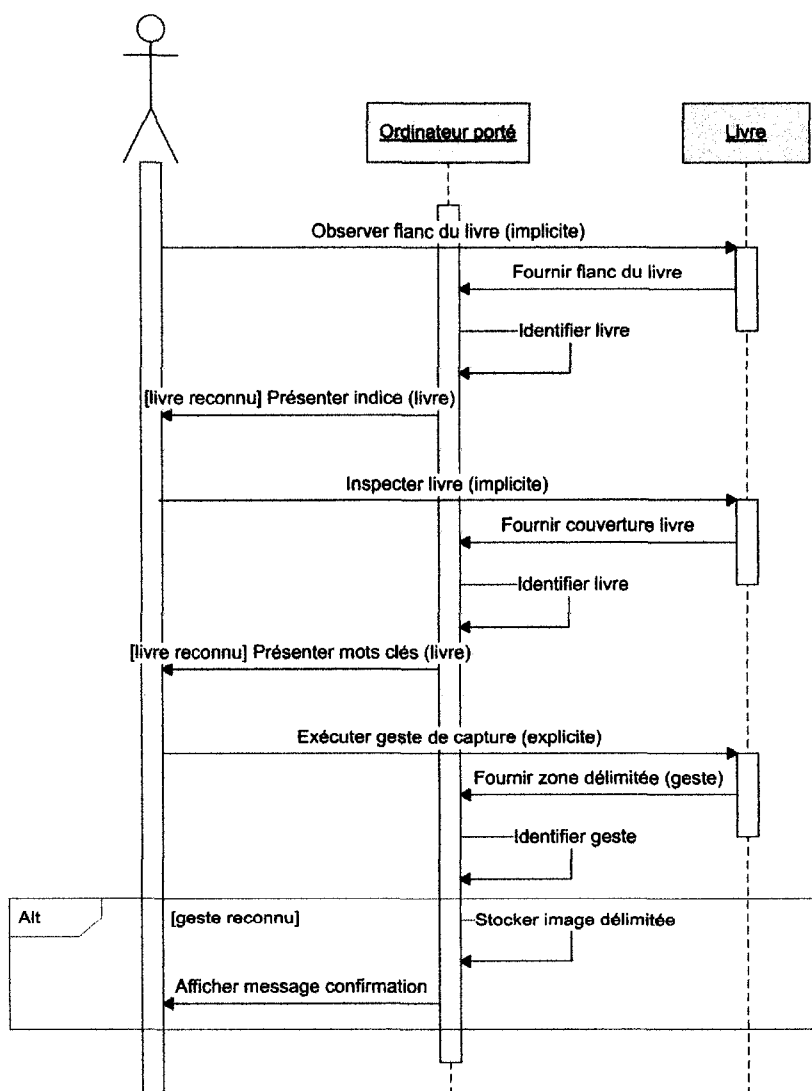 Ordinateur porté
Livre
Observer flanc du livre (implicite)
Fournir flanc du livre
Identifier livre
[livre reconnu] Présenter indice (livre)
Inspecter livre (implicite)
Fournir couverture livre
Identifier livre
[livre reconnu] Présenter mots clés (livre)
Exécuter geste de capture (explicite)
Fournir zone délimitée (geste)
Identifier geste
Alt
[geste reconnu]
Stocker image délimitée
Afficher message confirmation